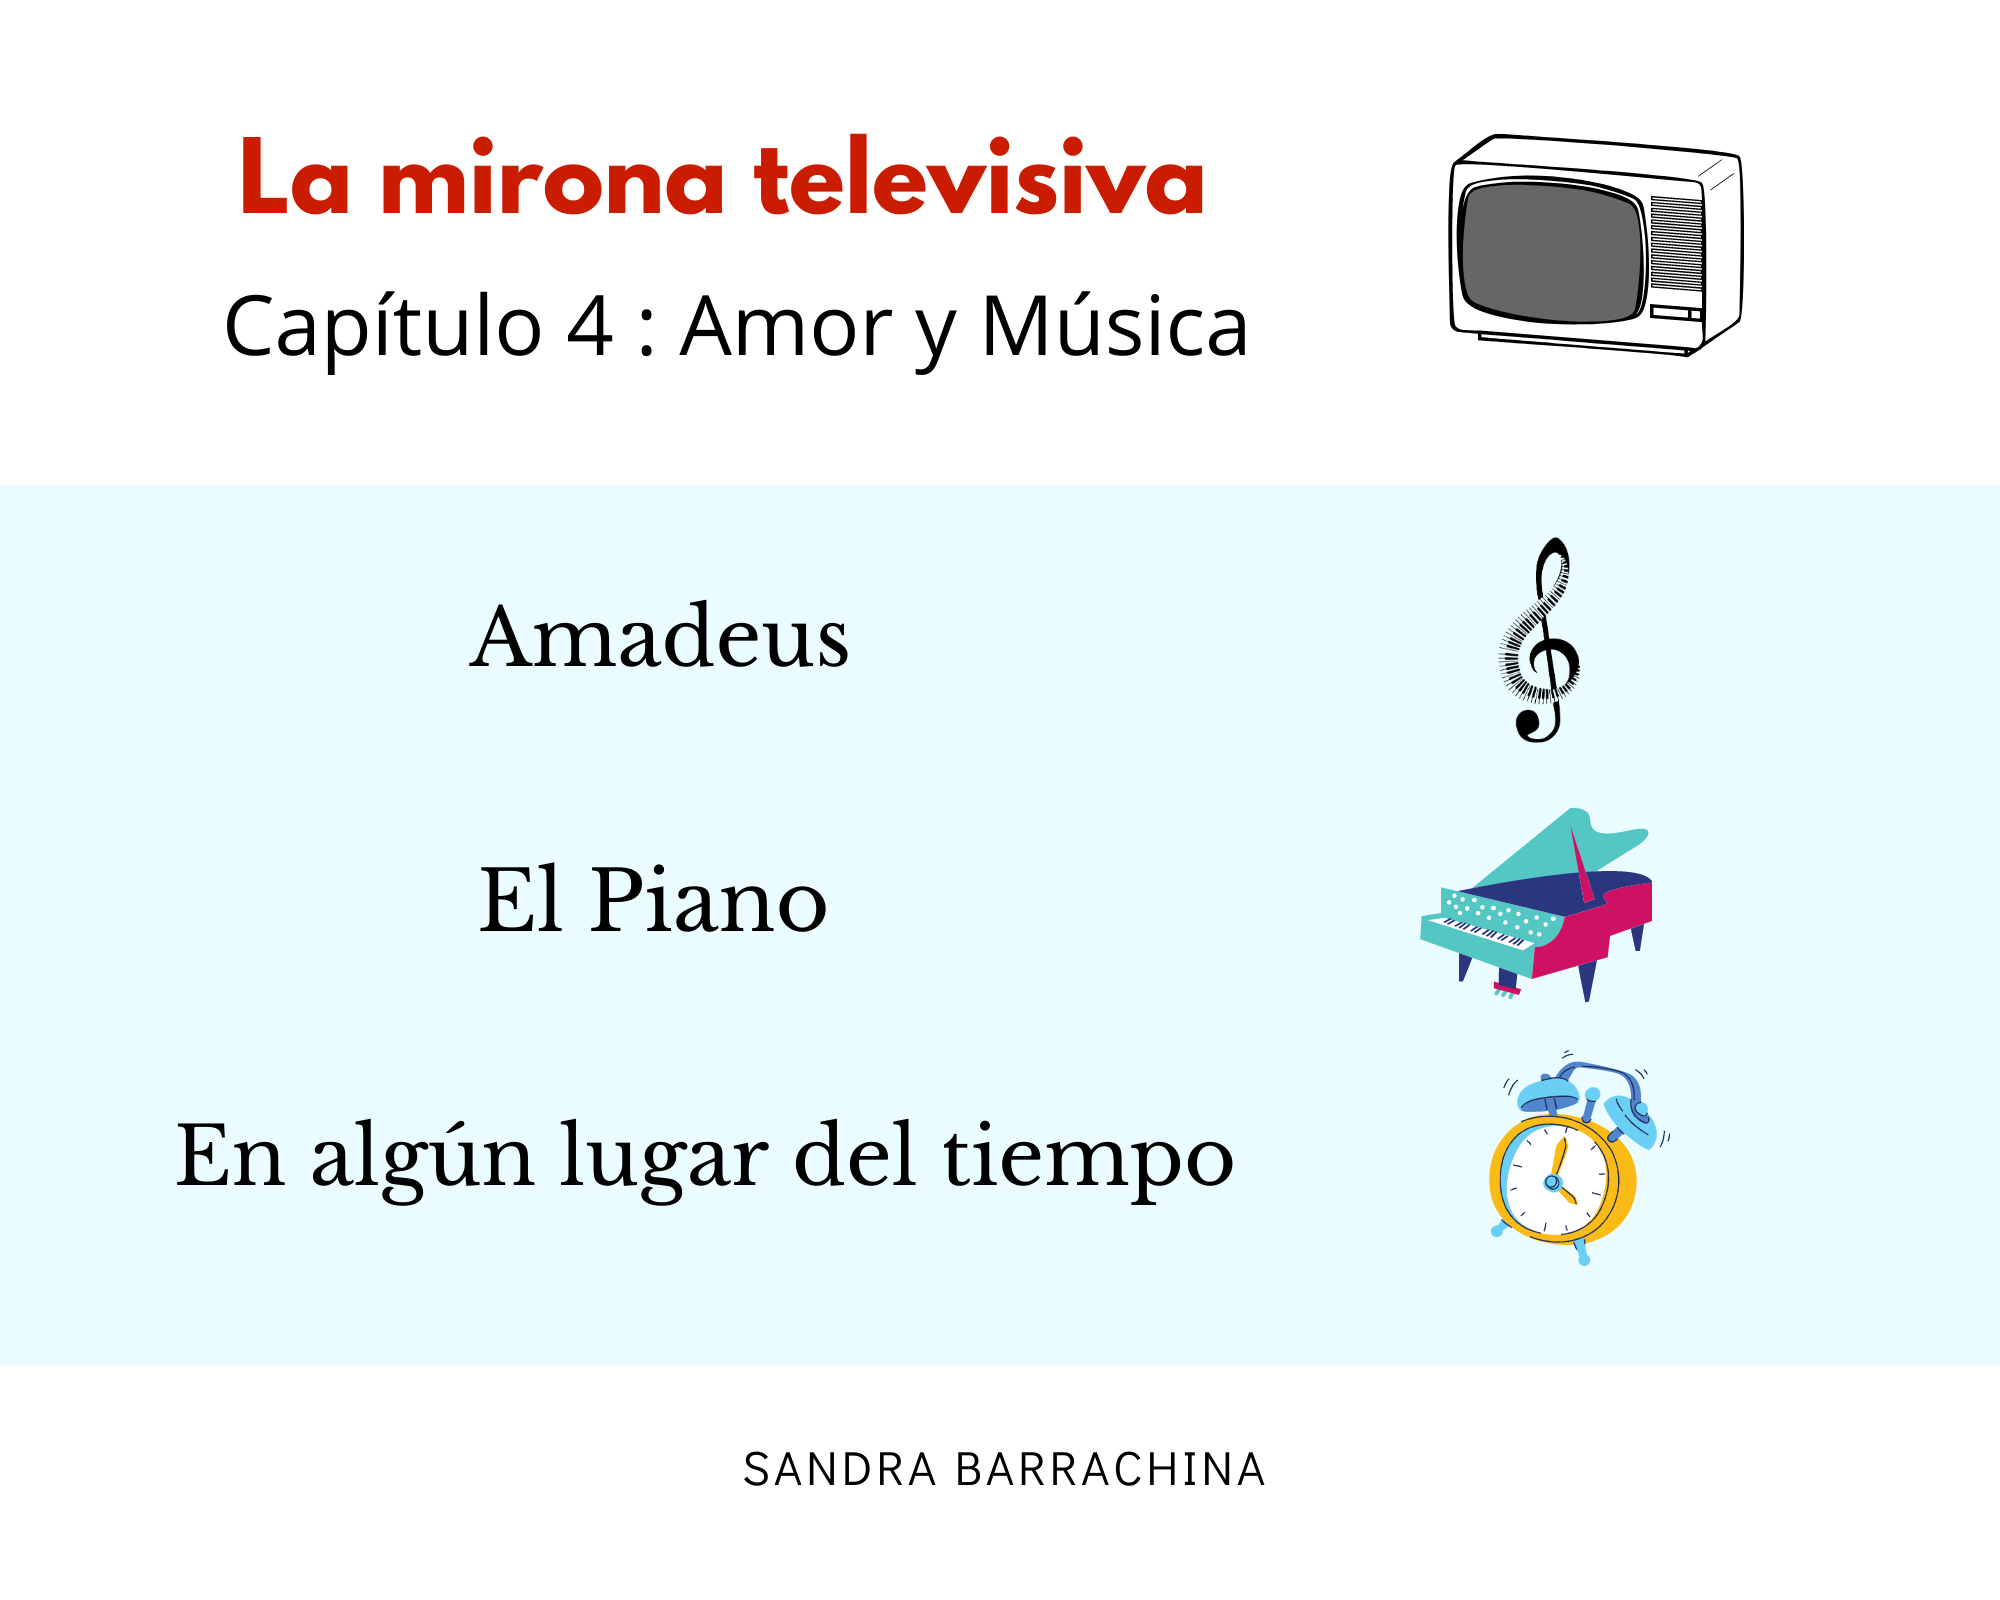 La mirona televisiva
Capítulo 4 : Amor y Música
Amadeus
El Piano
En algún lugar del tiempo
SANDRA BARRACHINA